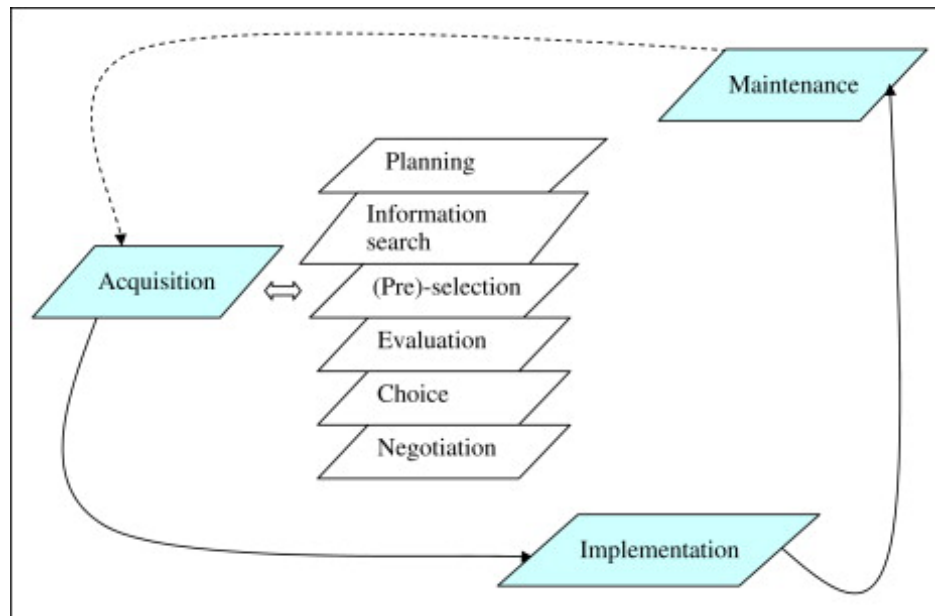 Maintenance
Planning
Information
search
Acquisition
(Pre)-selection
Evaluation
Choice
Negotiation
Implementation